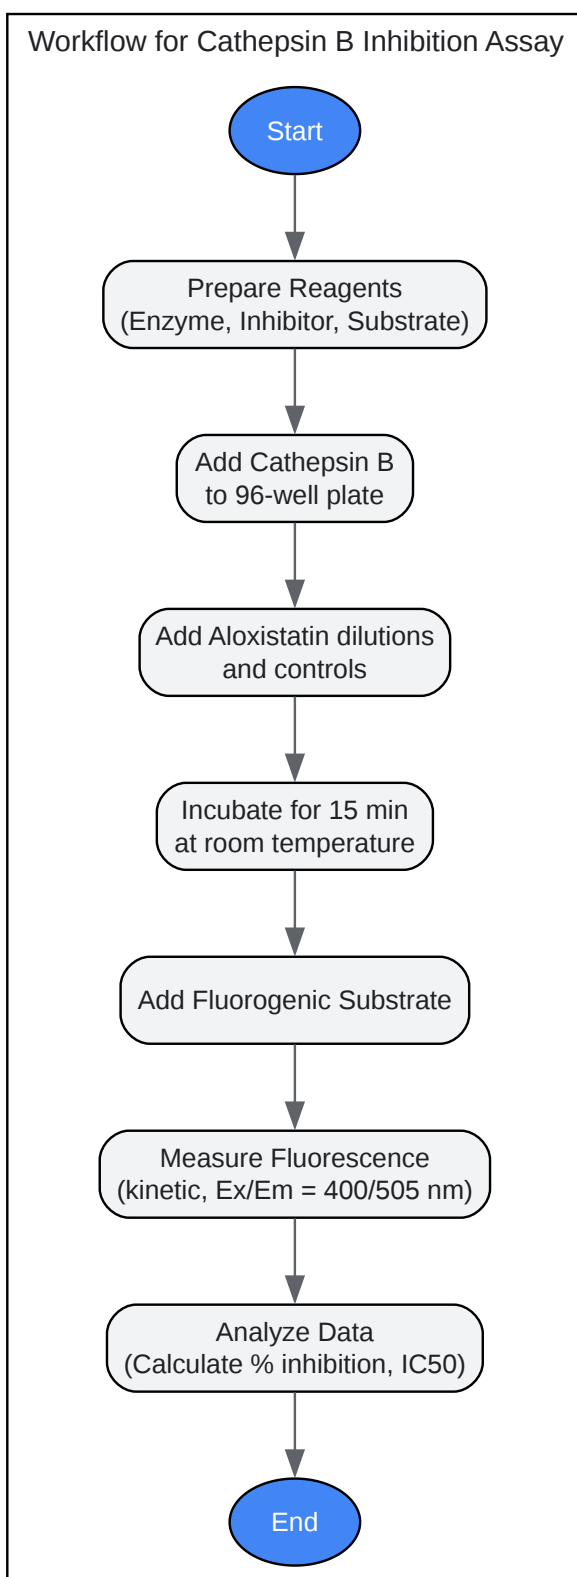 Workflow for Cathepsin B Inhibition Assay
Start
Prepare Reagents
(Enzyme, Inhibitor, Substrate)
Add Cathepsin B
to 96-well plate
Add Aloxistatin dilutions
and controls
Incubate for 15 min
at room temperature
Add Fluorogenic Substrate
Measure Fluorescence
(kinetic, Ex/Em = 400/505 nm)
Analyze Data
(Calculate % inhibition, IC50)
End